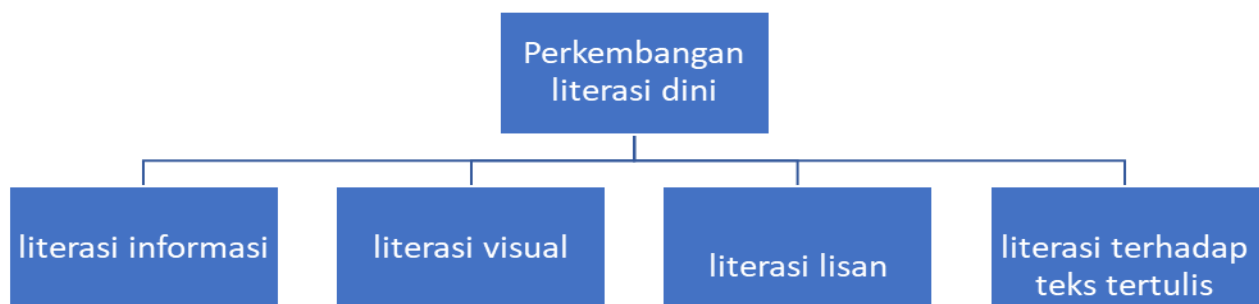 Perkembangan
literasi dini
literasi informasi
literasi visual
literasi lisan
literasi terhadap
teks tertulis